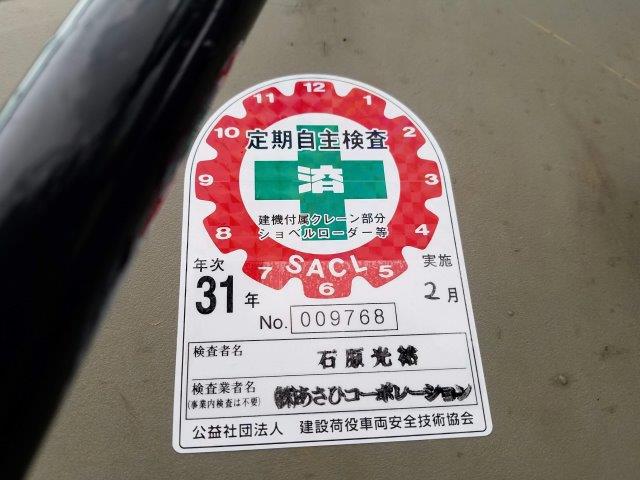 12
11 1
10 2
9 3
8 4
7 5
6
定期自主検査
済
建機付属クレーン部分
ショベルローダー等
SACL
年次
31年
実施
2月
No. 009768
検査者名 石原光裕
検査業者名 ㈱あさひコーポレーション
(事業内検査は不要)
公益社団法人 建設荷役車両安全技術協会